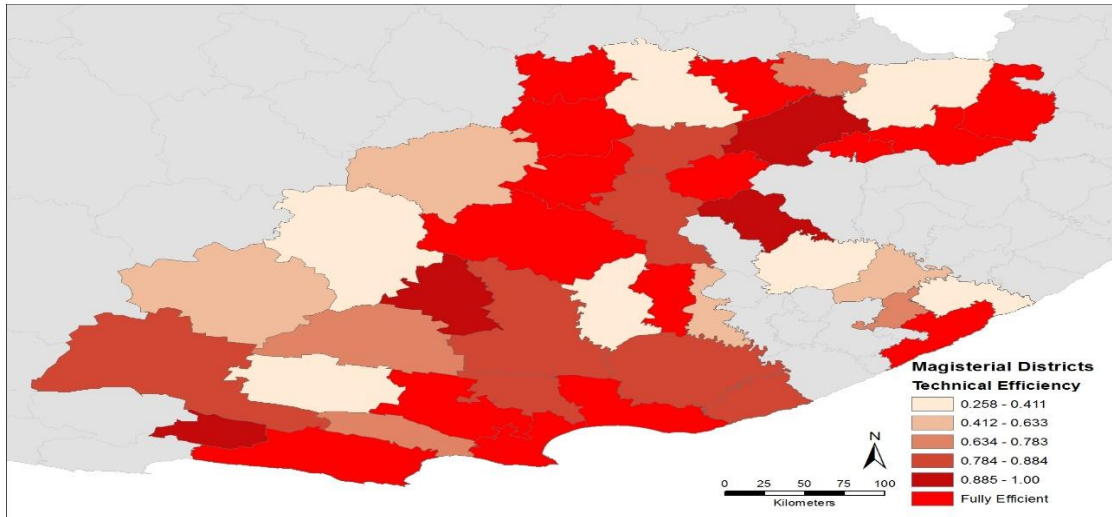 Magisterial Districts
Technical Efficiency
0.258 - 0.411
0.412 - 0.633
0.634 - 0.783
0.784 - 0.884
0.885 - 1.00
Fully Efficient
N
0 25 50 75 100
Kilometers